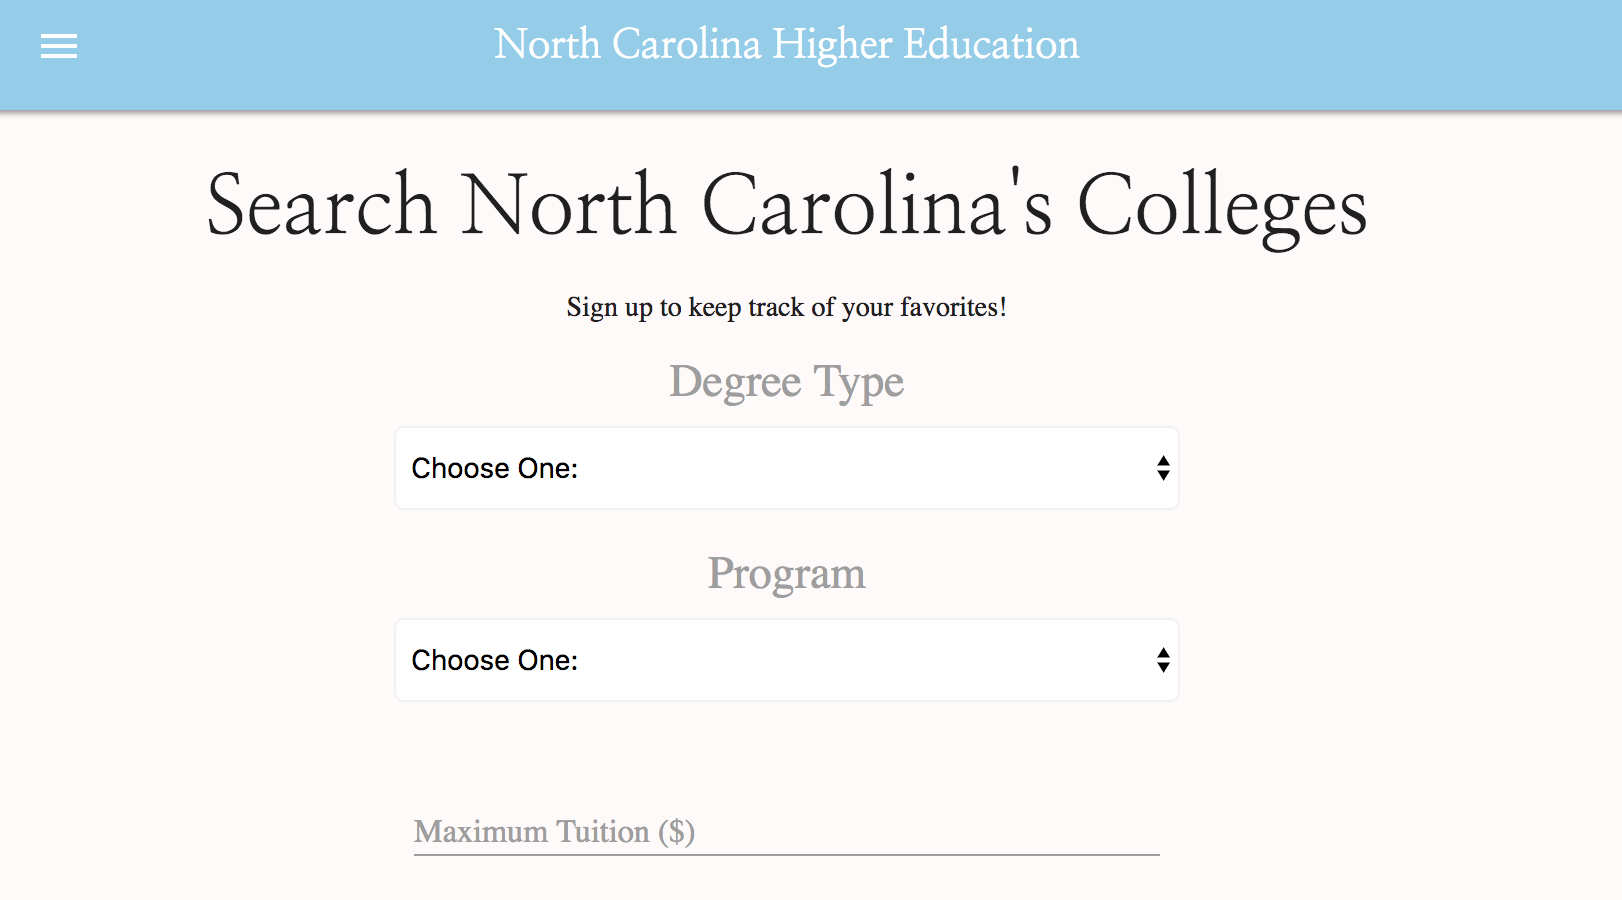 North Carolina Higher Education
Search North Carolina's Colleges
Sign up to keep track of your favorites!
Degree Type
Choose One:
Program
Choose One:
Maximum Tuition ($)